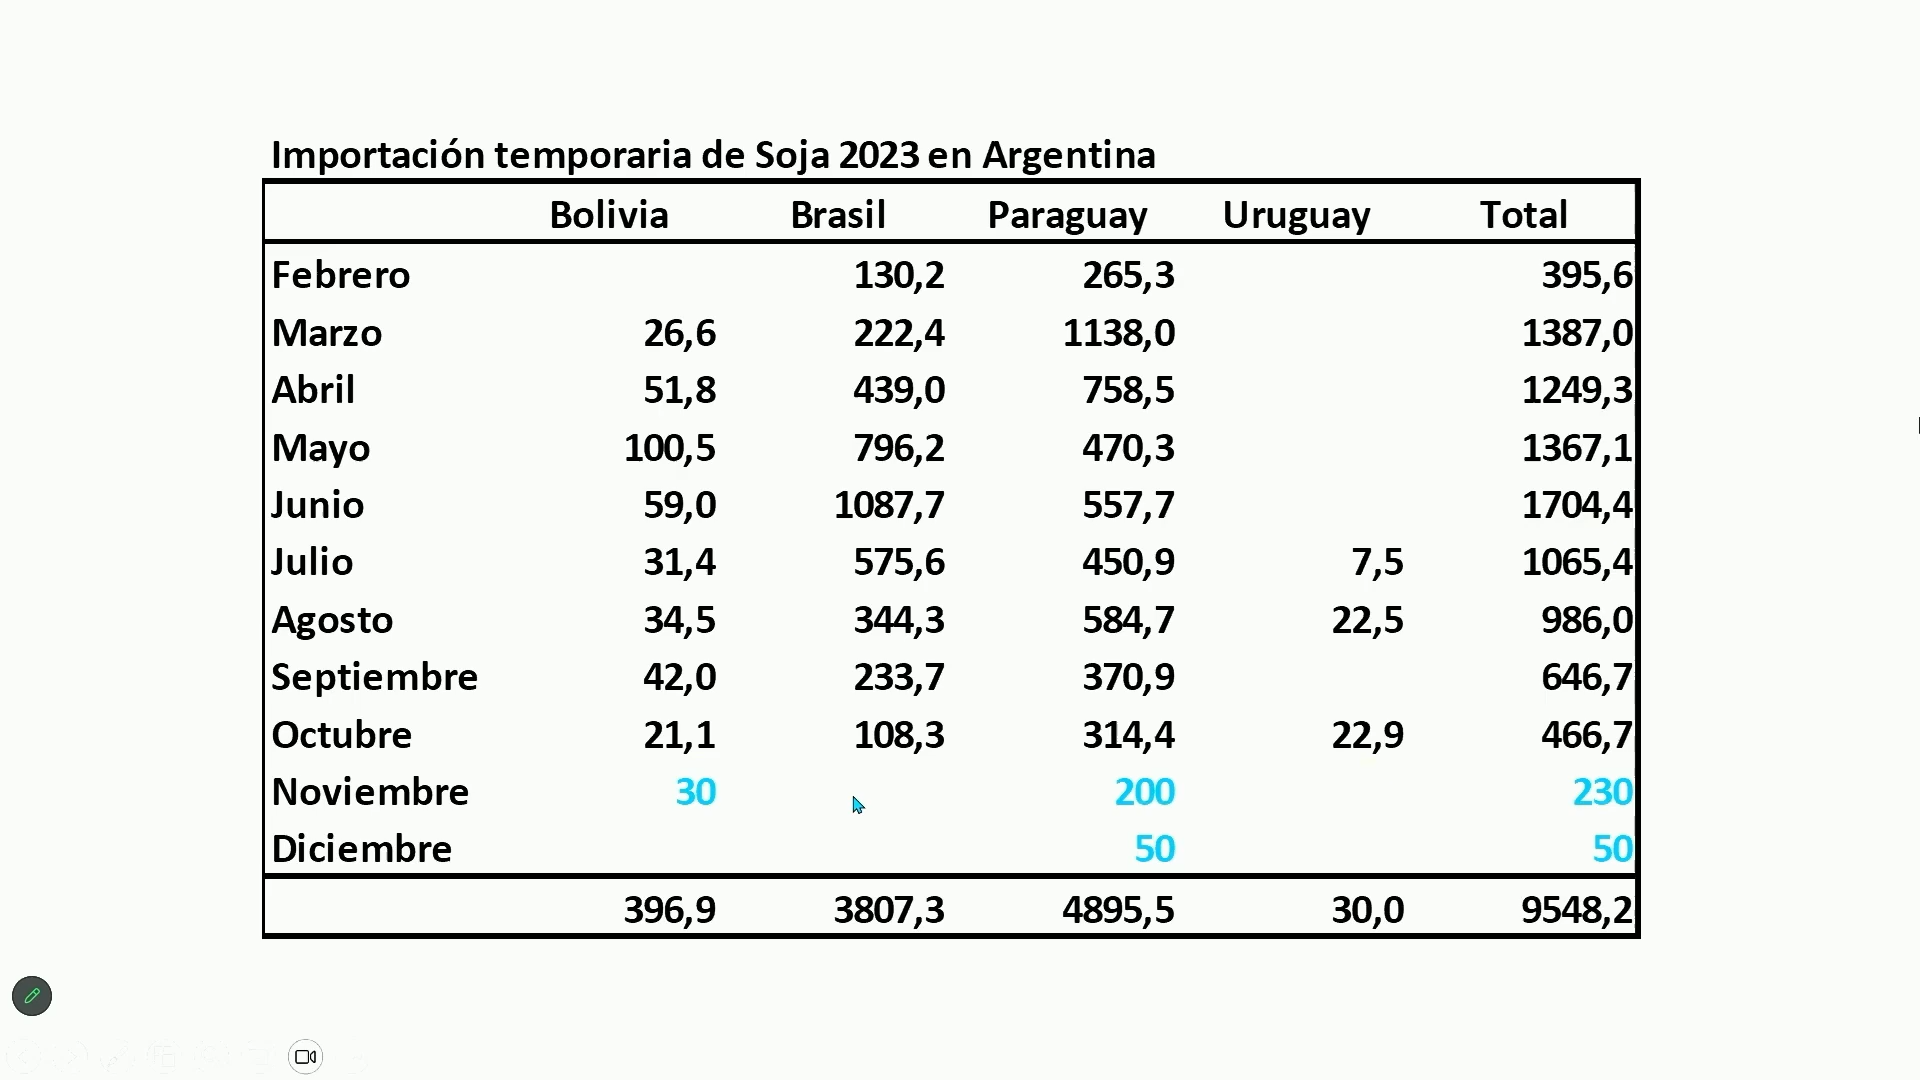 Importación temporaria de Soja 2023 en Argentina
Bolivia Brasil Paraguay Uruguay Total
Febrero 130,2 265,3 395,6
Marzo 26,6 222,4 1138,0 1387,0
Abril 51,8 439,0 758,5 1249,3
Mayo 100,5 796,2 470,3 1367,1
Junio 59,0 1087,7 557,7 1704,4
Julio 31,4 575,6 450,9 7,5 1065,4
Agosto 34,5 344,3 584,7 22,5 986,0
Septiembre 42,0 233,7 370,9 646,7
Octubre 21,1 108,3 314,4 22,9 466,7
Noviembre 30 200 230
Diciembre 50 50
396,9 3807,3 4895,5 30,0 9548,2